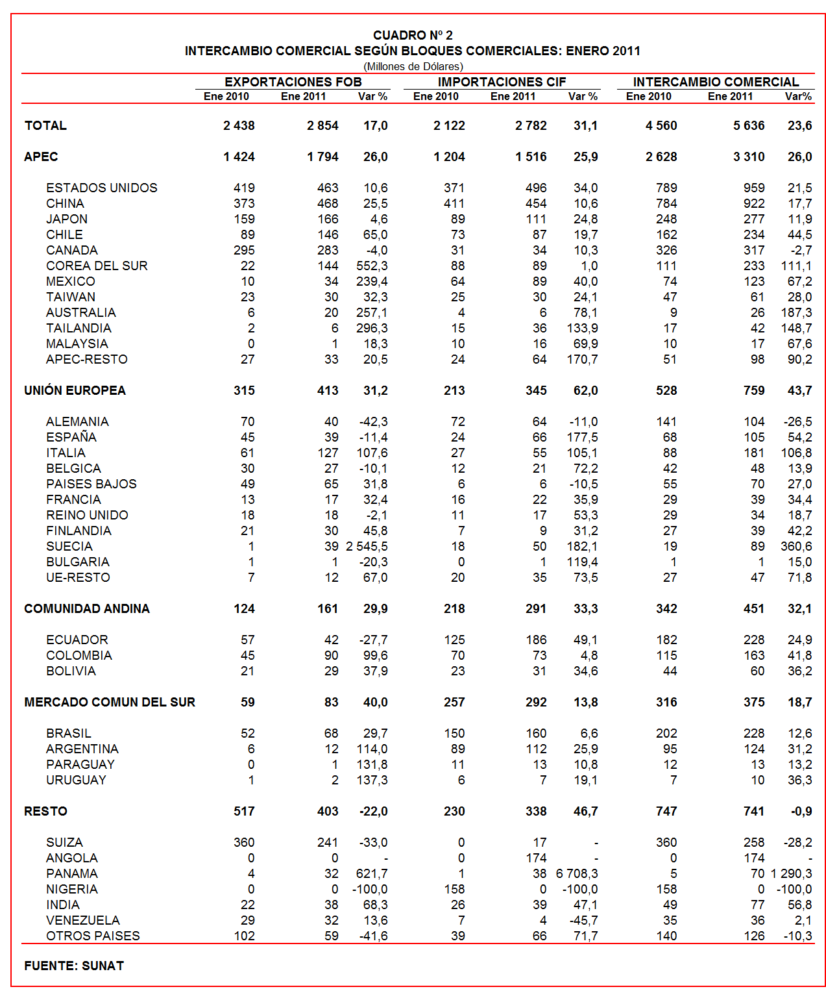 CUADRO Nº 2
INTERCAMBIO COMERCIAL SEGÚN BLOQUES COMERCIALES: ENERO 2011
(Millones de Dólares)
EXPORTACIONES FOB IMPORTACIONES CIF INTERCAMBIO COMERCIAL
Ene 2010 Ene 2011 Var % Ene 2010 Ene 2011 Var % Ene 2010 Ene 2011 Var%
TOTAL 2 438 2 854 17,0 2 122 2 782 31,1 4 560 5 636 23,6
APEC 1 424 1 794 26,0 1 204 1 516 25,9 2 628 3 310 26,0
ESTADOS UNIDOS 419 463 10,6 371 496 34,0 789 959 21,5
CHINA 373 468 25,5 411 454 10,6 784 922 17,7
JAPON 159 166 4,6 89 111 24,8 248 277 11,9
CHILE 89 146 65,0 73 87 19,7 162 234 44,5
CANADA 295 283 -4,0 31 34 10,3 326 317 -2,7
COREA DEL SUR 22 144 552,3 88 89 1,0 111 233 111,1
MEXICO 10 34 239,4 64 89 40,0 74 123 67,2
TAIWAN 23 30 32,3 25 30 24,1 47 61 28,0
AUSTRALIA 6 20 257,1 4 6 78,1 9 26 187,3
TAILANDIA 2 6 296,3 15 36 133,9 17 42 148,7
MALAYSIA 0 1 18,3 10 16 69,9 10 17 67,6
APEC-RESTO 27 33 20,5 24 64 170,7 51 98 90,2
UNIÓN EUROPEA 315 413 31,2 213 345 62,0 528 759 43,7
ALEMANIA 70 40 -42,3 72 64 -11,0 141 104 -26,5
ESPAÑA 45 39 -11,4 24 66 177,5 68 105 54,2
ITALIA 61 127 107,6 27 55 105,1 88 181 106,8
BELGICA 30 27 -10,1 12 21 72,2 42 48 13,9
PAISES BAJOS 49 65 31,8 6 6 -10,5 55 70 27,0
FRANCIA 13 17 32,4 16 22 35,9 29 39 34,4
REINO UNIDO 18 18 -2,1 11 17 53,3 29 34 18,7
FINLANDIA 21 30 45,8 7 9 31,2 27 39 42,2
SUECIA 1 39 2 545,5 18 50 182,1 19 89 360,6
BULGARIA 1 1 -20,3 0 1 119,4 1 1 15,0
UE-RESTO 7 12 67,0 20 35 73,5 27 47 71,8
COMUNIDAD ANDINA 124 161 29,9 218 291 33,3 342 451 32,1
ECUADOR 57 42 -27,7 125 186 49,1 182 228 24,9
COLOMBIA 45 90 99,6 70 73 4,8 115 163 41,8
BOLIVIA 21 29 37,9 23 31 34,6 44 60 36,2
MERCADO COMUN DEL SUR 59 83 40,0 257 292 13,8 316 375 18,7
BRASIL 52 68 29,7 150 160 6,6 202 228 12,6
ARGENTINA 6 12 114,0 89 112 25,9 95 124 31,2
PARAGUAY 0 1 131,8 11 13 10,8 12 13 13,2
URUGUAY 1 2 137,3 6 7 19,1 7 10 36,3
RESTO 517 403 -22,0 230 338 46,7 747 741 -0,9
SUIZA 360 241 -33,0 0 17 - 360 258 -28,2
ANGOLA 0 0 - 0 174 - 0 174 -
PANAMA 4 32 621,7 1 38 6 708,3 5 70 1 290,3
NIGERIA 0 0 -100,0 158 0 -100,0 158 0 -100,0
INDIA 22 38 68,3 26 39 47,1 49 77 56,8
VENEZUELA 29 32 13,6 7 4 -45,7 35 36 2,1
OTROS PAISES 102 59 -41,6 39 66 71,7 140 126 -10,3
FUENTE: SUNAT